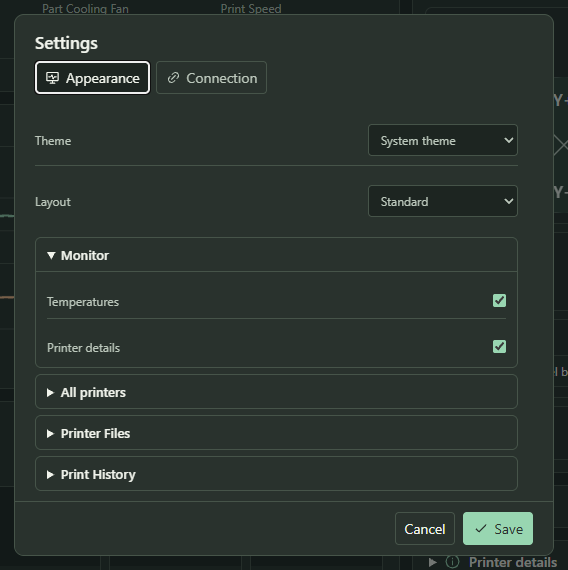 Part Cooling Fan Print Speed
Settings
Appearance Connection
Theme System theme
Layout Standard
Monitor
Temperatures
Printer details
All printers
Printer Files
Print History
Cancel Save
Printer details